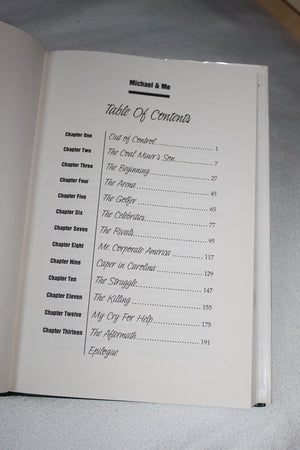 Michael & Me
Table Of Contents
Chapter One Out of Control 1
Chapter Two The Coal Miner's Son 7
Chapter Three The Beginning 27
Chapter Four The Arena 45
Chapter Five The Golfer 65
Chapter Six The Celebrities 77
Chapter Seven The Rivals 95
Chapter Eight Mr. Corporate America 117
Chapter Nine Caper in Carolina 129
Chapter Ten The Struggle 147
Chapter Eleven The Killing 155
Chapter Twelve My Cry For Help 175
Chapter Thirteen The Aftermath 191
Epilogue